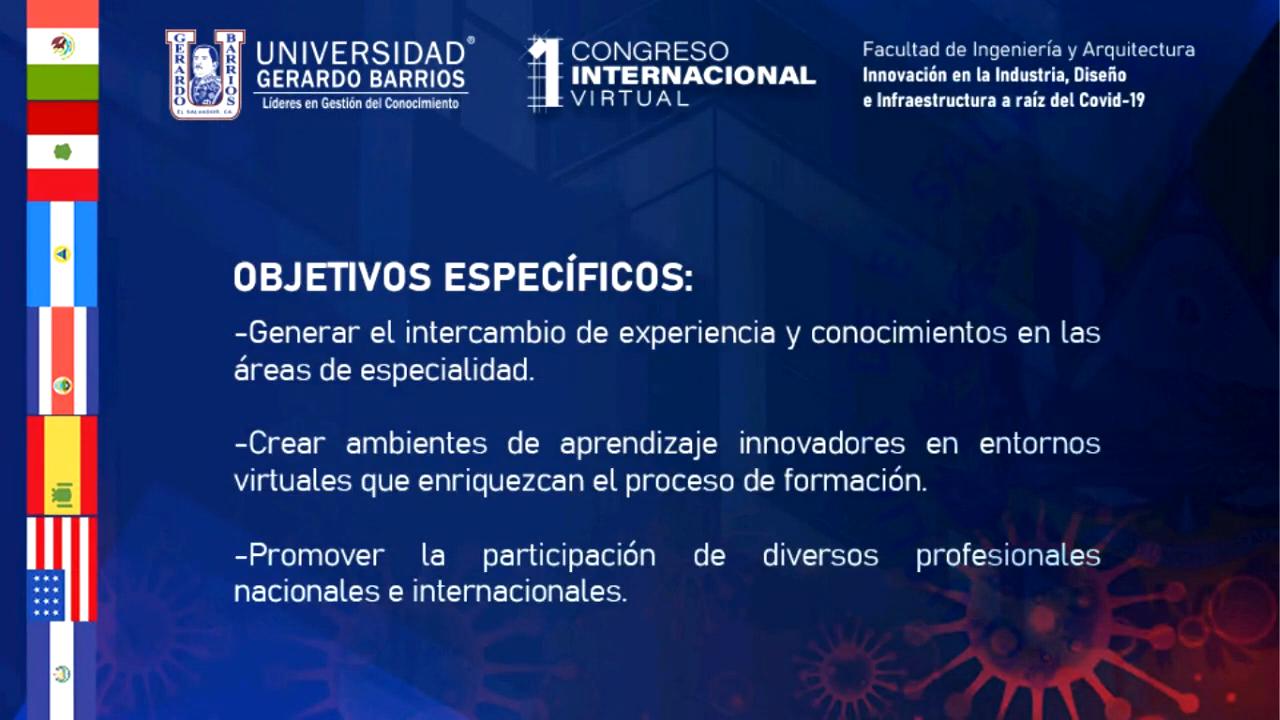 GERARDO
BARRIOS
EL SALVADOR, C.A.
UNIVERSIDAD®
GERARDO BARRIOS
Líderes en Gestión del Conocimiento
1 CONGRESO
INTERNACIONAL
VIRTUAL
Facultad de Ingeniería y Arquitectura
Innovación en la Industria, Diseño
e Infraestructura a raíz del Covid-19
OBJETIVOS ESPECÍFICOS:
-Generar el intercambio de experiencia y conocimientos en las
áreas de especialidad.
-Crear ambientes de aprendizaje innovadores en entornos
virtuales que enriquezcan el proceso de formación.
-Promover la participación de diversos profesionales
nacionales e internacionales.